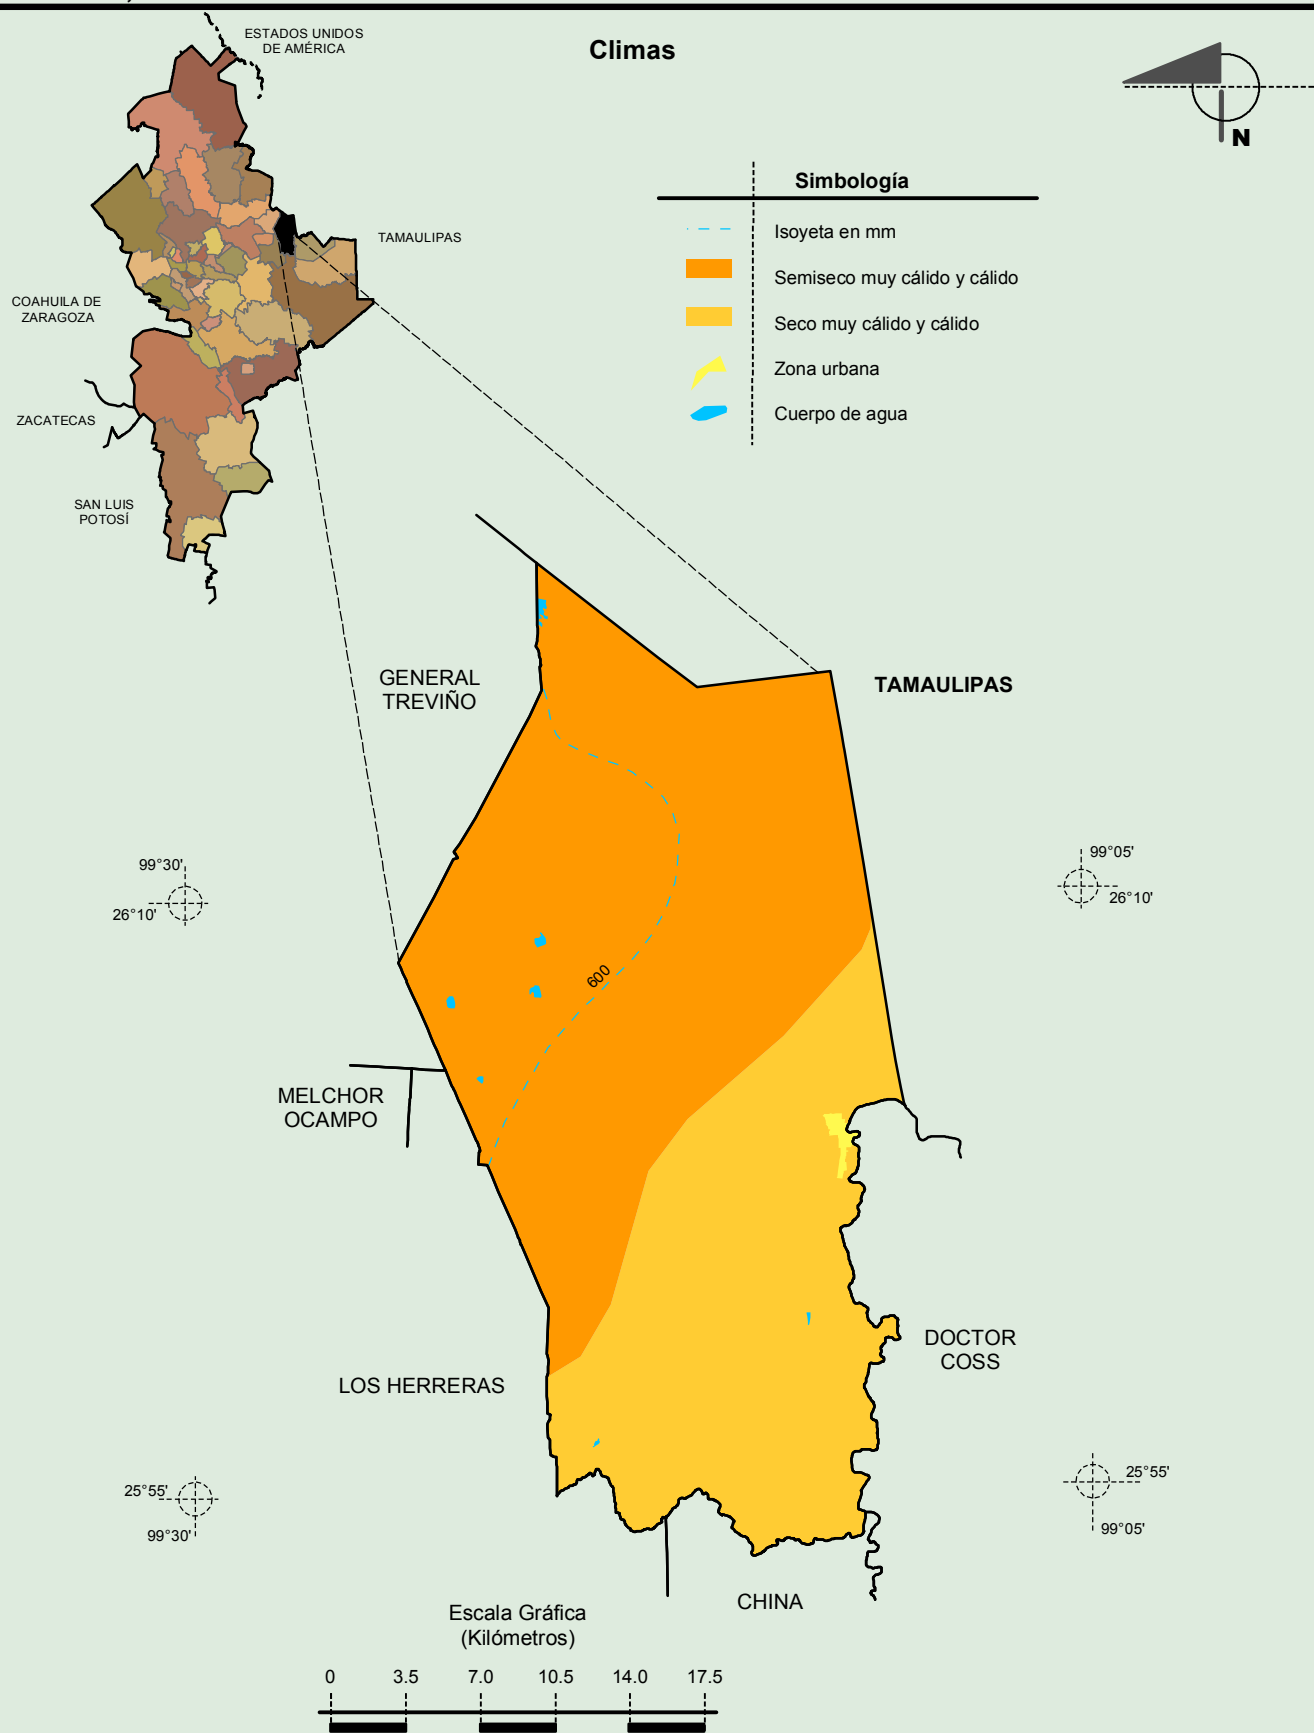 Climas
ESTADOS UNIDOS
DE AMÉRICA
N
TAMAULIPAS
COAHUILA DE
ZARAGOZA
ZACATECAS
SAN LUIS
POTOSÍ
Simbología
Isoyeta en mm
Semiseco muy cálido y cálido
Seco muy cálido y cálido
Zona urbana
Cuerpo de agua
GENERAL
TREVIÑO
TAMAULIPAS
99°30'
26°10'
99°05'
26°10'
600
MELCHOR
OCAMPO
DOCTOR
COSS
LOS HERRERAS
25°55'
99°30'
25°55'
99°05'
CHINA
Escala Gráfica
(Kilómetros)
0 3.5 7.0 10.5 14.0 17.5